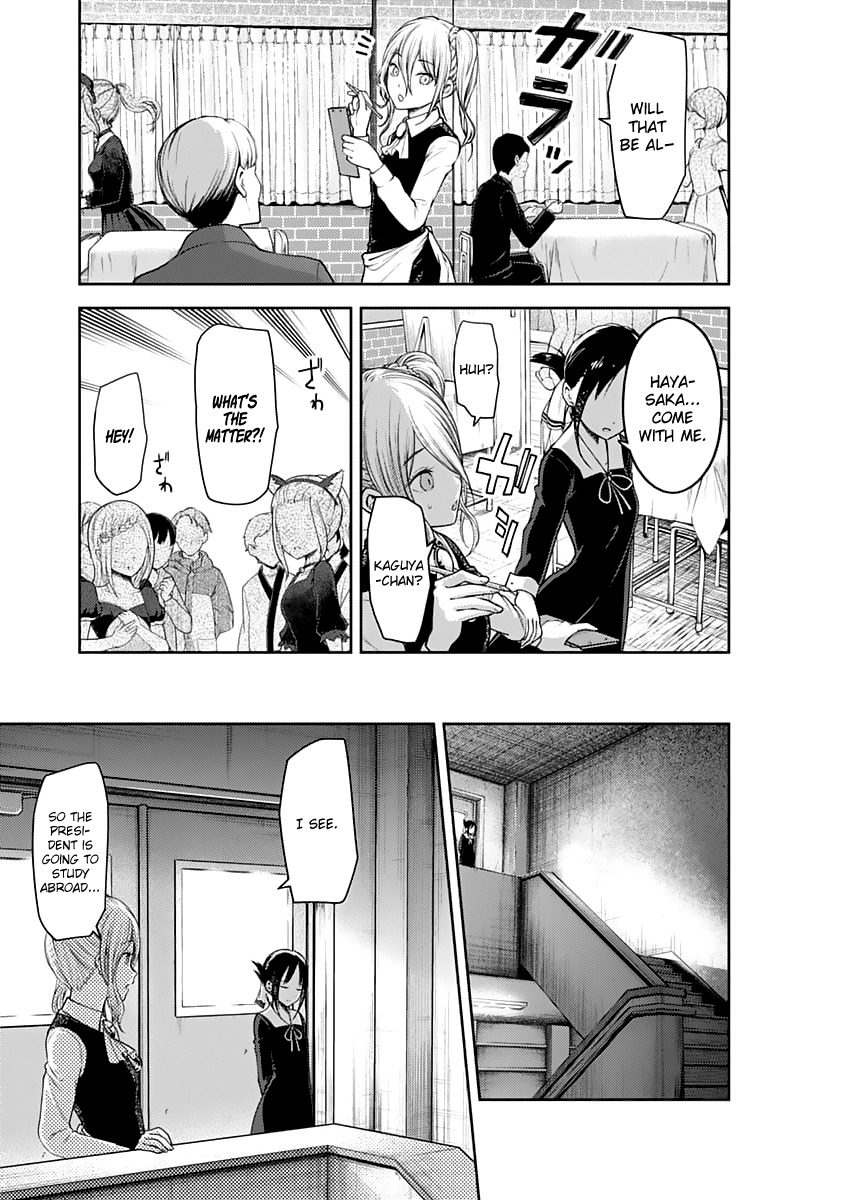 WILL
THAT
BE AL-
ガラッ
HAYA-
SAKA...
COME
WITH ME.
HUH?
ガシッ
KAGUYA
-CHAN?
ざわ
WHAT'S
THE
MATTER?!
HEY!
ざわ
I SEE.
SO THE
PRESI-
DENT IS
GOING TO
STUDY
ABROAD...